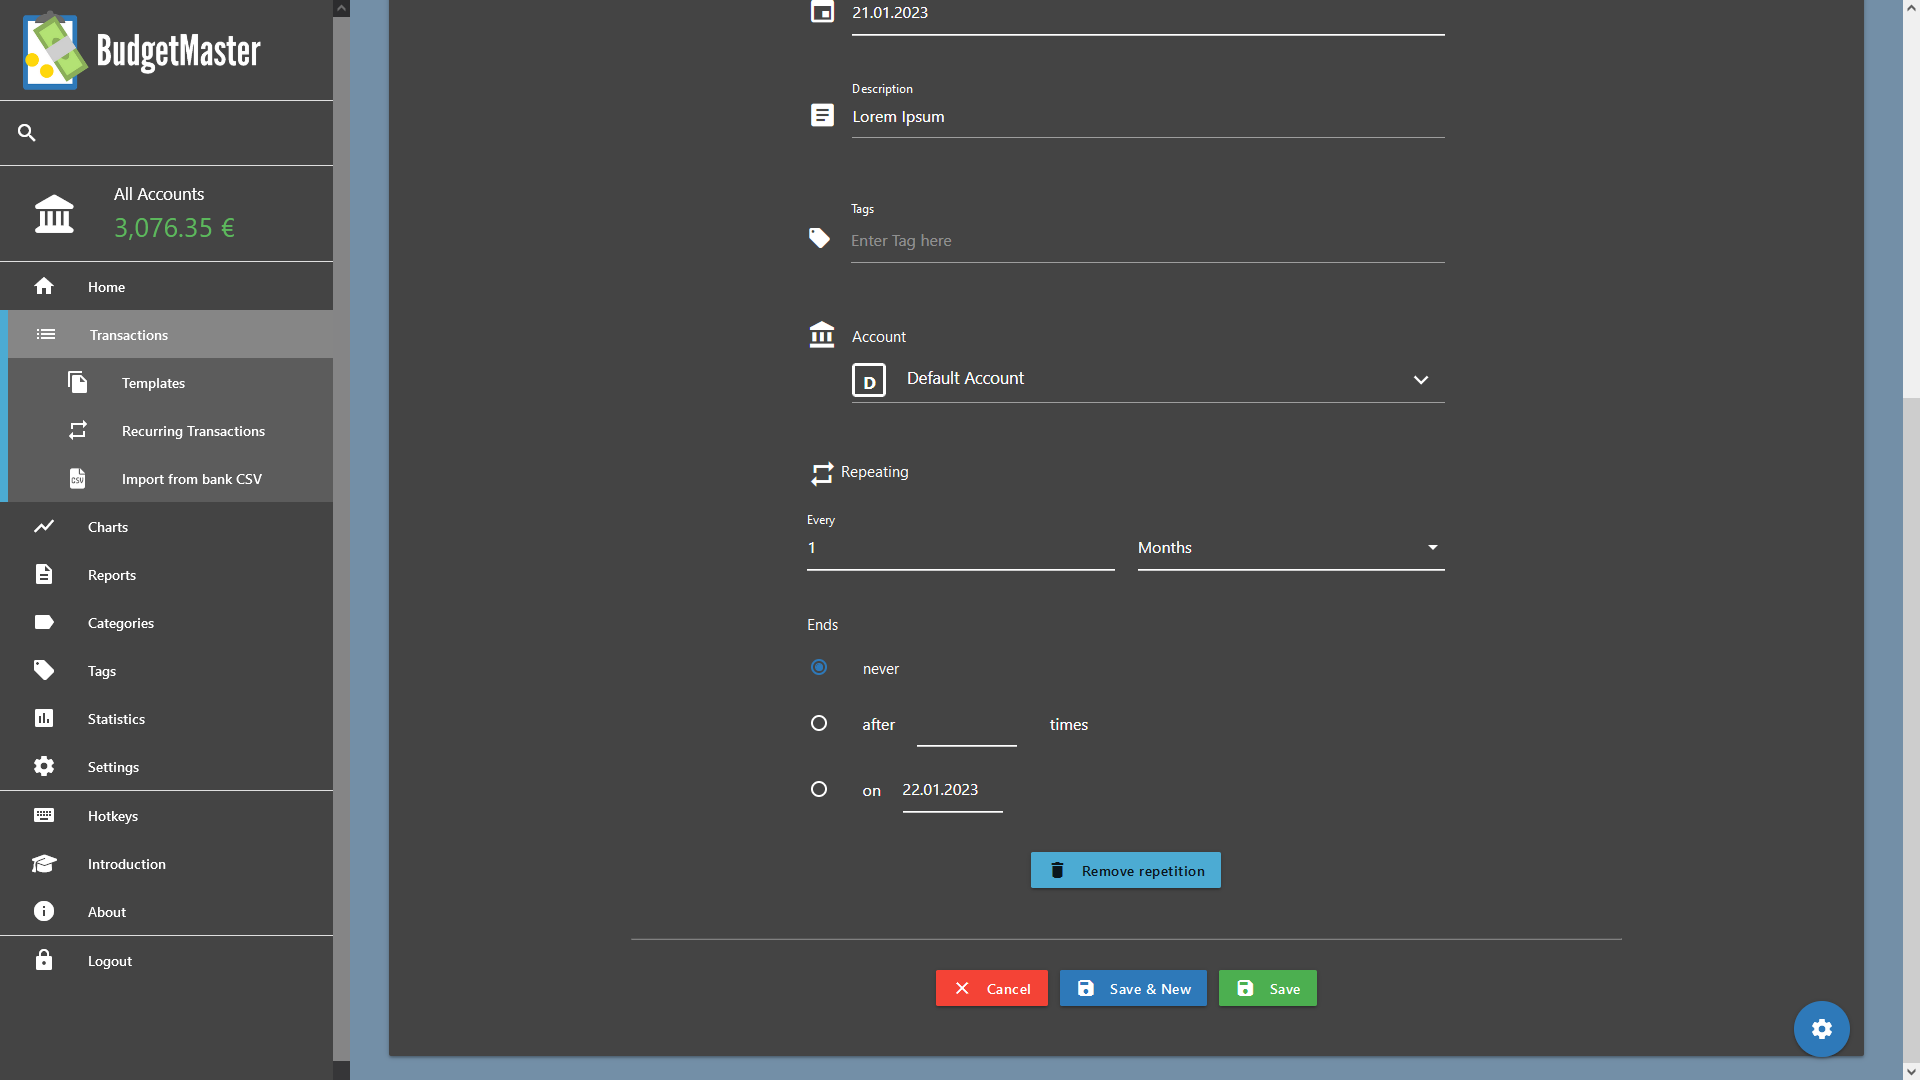 BudgetMaster
All Accounts
3,076.35 €
Home
Transactions
Templates
Recurring Transactions
CSV
Import from bank CSV
Charts
Reports
Categories
Tags
Statistics
Settings
Hotkeys
Introduction
About
Logout
21.01.2023
Description
Lorem Ipsum
Tags
Enter Tag here
Account
D
Default Account
Repeating
Every
1
Months
Ends
never
after
times
on
22.01.2023
Remove repetition
Cancel
Save & New
Save